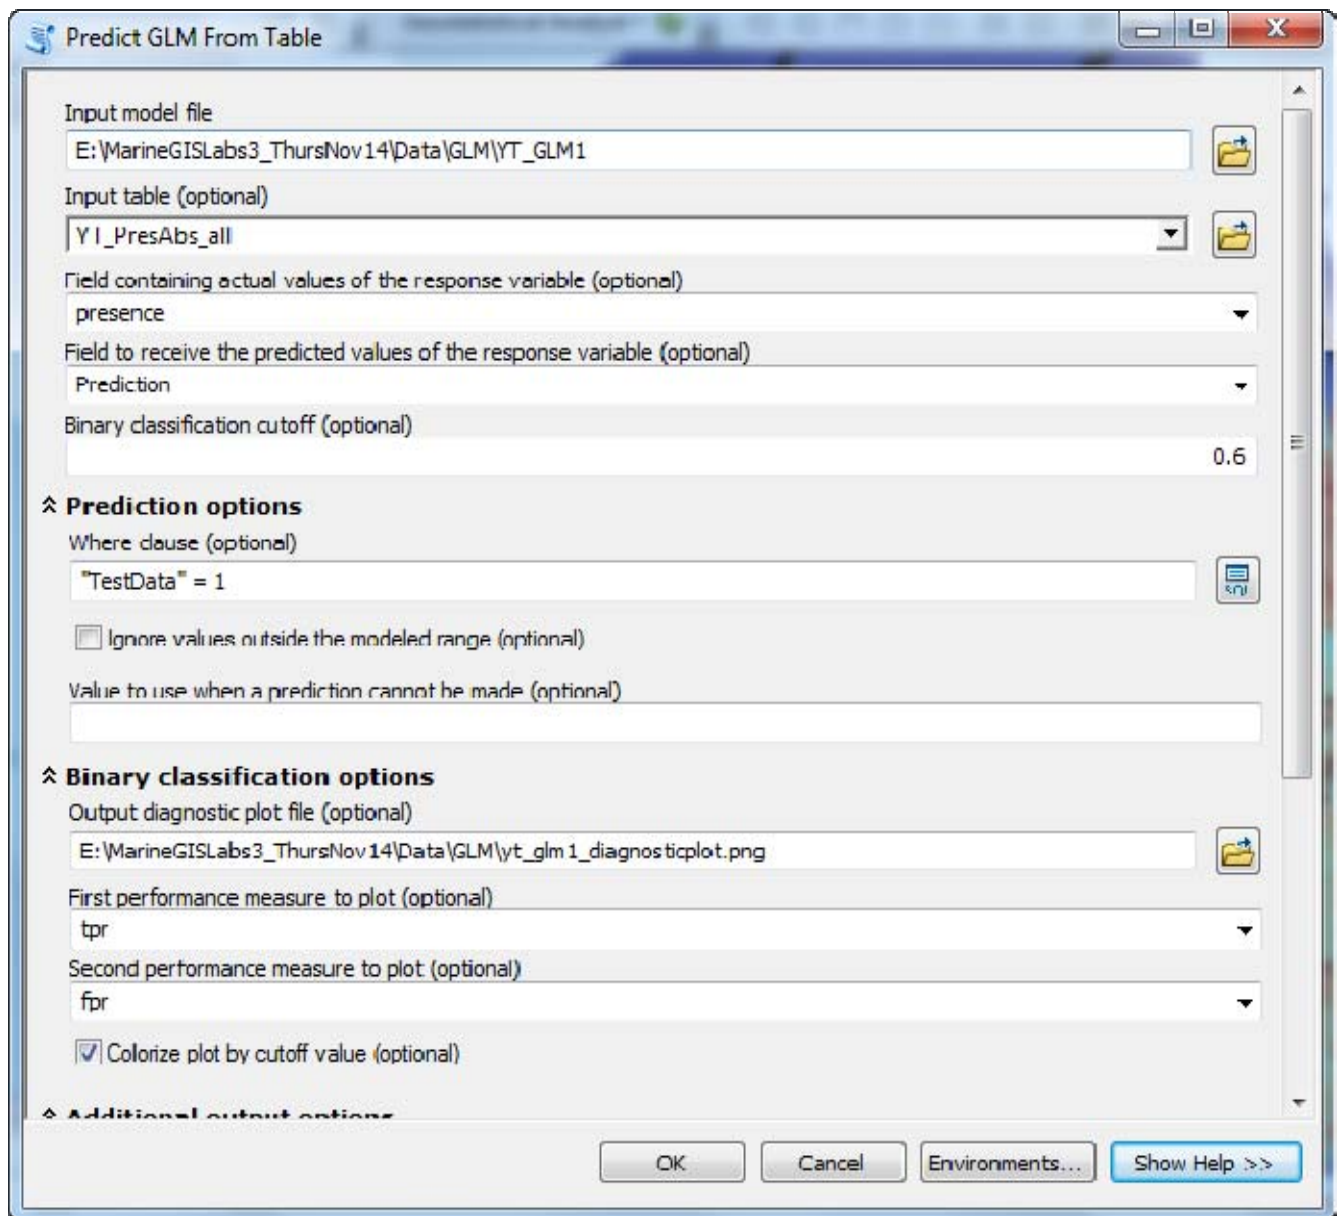 Predict GLM From Table
Input model file
E:\MarineGISLabs3_ThursNov14\Data\GLM\YT_GLM1
Input table (optional)
YT_PresAbs_all
Field containing actual values of the response variable (optional)
presence
Field to receive the predicted values of the response variable (optional)
Prediction
Binary classification cutoff (optional)
0.6
Prediction options
Where clause (optional)
"TestData" = 1
Ignore values outside the modeled range (optional)
Value to use when a prediction cannot be made (optional)
Binary classification options
Output diagnostic plot file (optional)
E:\MarineGISLabs3_ThursNov14\Data\GLM\yt_glm1_diagnosticplot.png
First performance measure to plot (optional)
tpr
Second performance measure to plot (optional)
fpr
Colorize plot by cutoff value (optional)
Additional output options
OK
Cancel
Environments...
Show Help >>